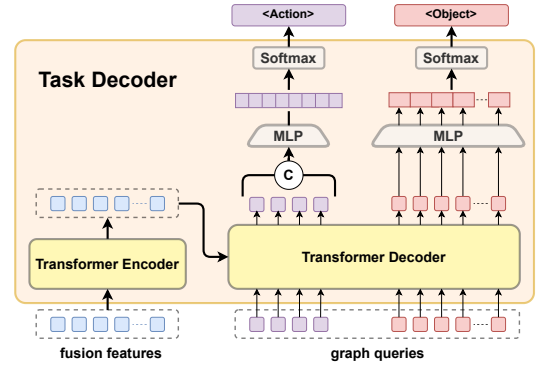 <Action>
<Object>
Softmax
Softmax
Task Decoder
MLP
MLP
C
Transformer Encoder
Transformer Decoder
fusion features
graph queries